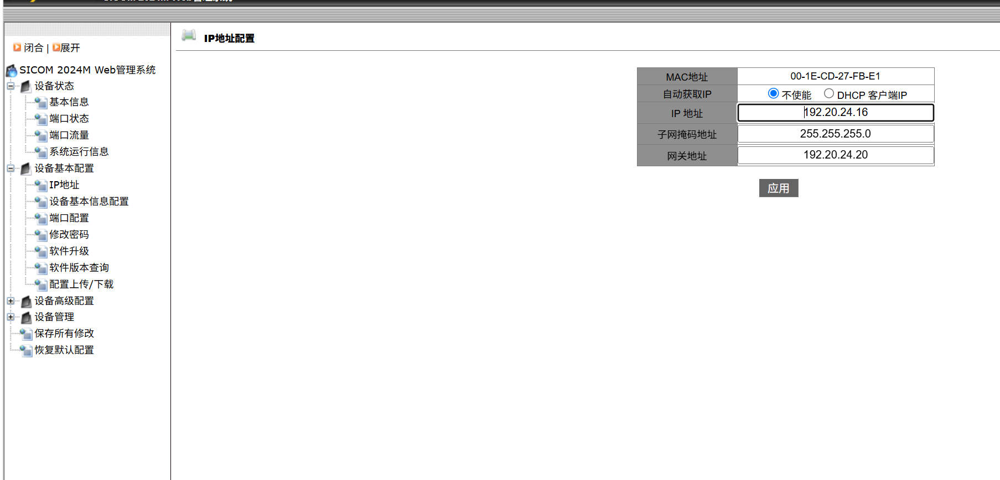 闭合 | 展开
SICOM 2024M Web管理系统
设备状态
基本信息
端口状态
端口流量
系统运行信息
设备基本配置
IP地址
设备基本信息配置
端口配置
修改密码
软件升级
软件版本查询
配置上传/下载
设备高级配置
设备管理
保存所有修改
恢复默认配置
IP地址配置
MAC地址 00-1E-CD-27-FB-E1
自动获取IP 不使能 DHCP 客户端IP
IP 地址 192.20.24.16
子网掩码地址 255.255.255.0
网关地址 192.20.24.20
应用